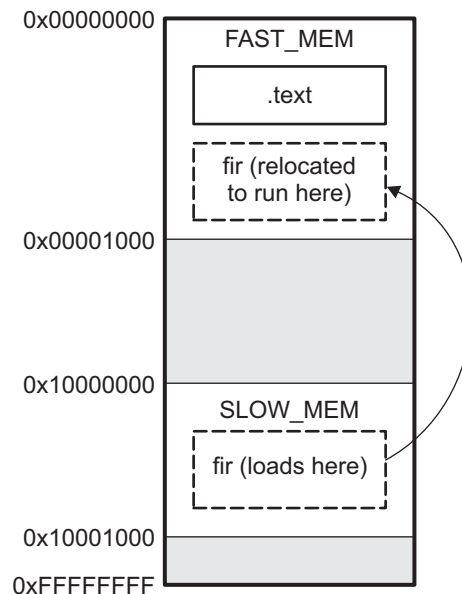 0x00000000
FAST_MEM
.text
fir (relocated
to run here)
0x00001000
0x10000000
SLOW_MEM
fir (loads here)
0x10001000
0xFFFFFFFF